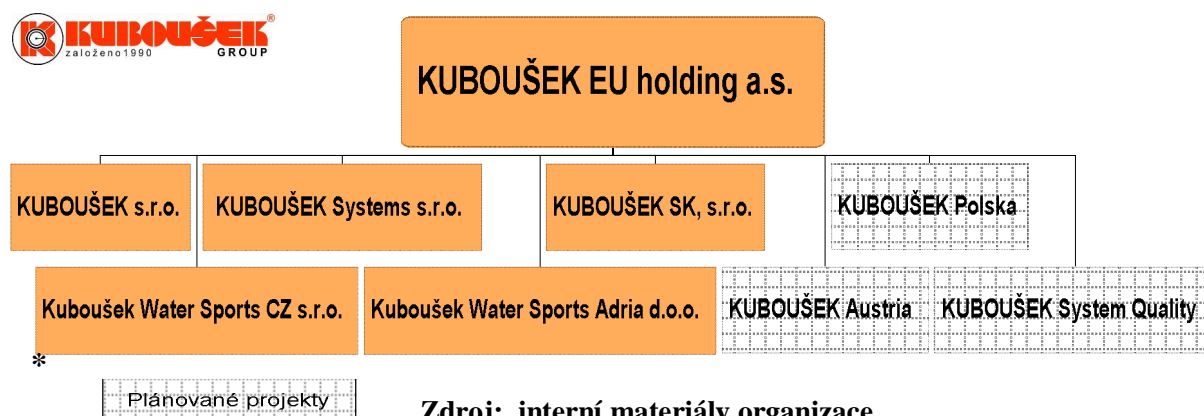 KUBOUŠEK®
založeno1990 GROUP
KUBOUŠEK EU holding a.s.
KUBOUŠEK s.r.o.
KUBOUŠEK Systems s.r.o.
KUBOUŠEK SK, s.r.o.
KUBOUŠEK Polska
Kuboušek Water Sports CZ s.r.o.
Kuboušek Water Sports Adria d.o.o.
KUBOUŠEK Austria
KUBOUŠEK System Quality
*
Plánované projekty
Zdroj: interní materiály organizace